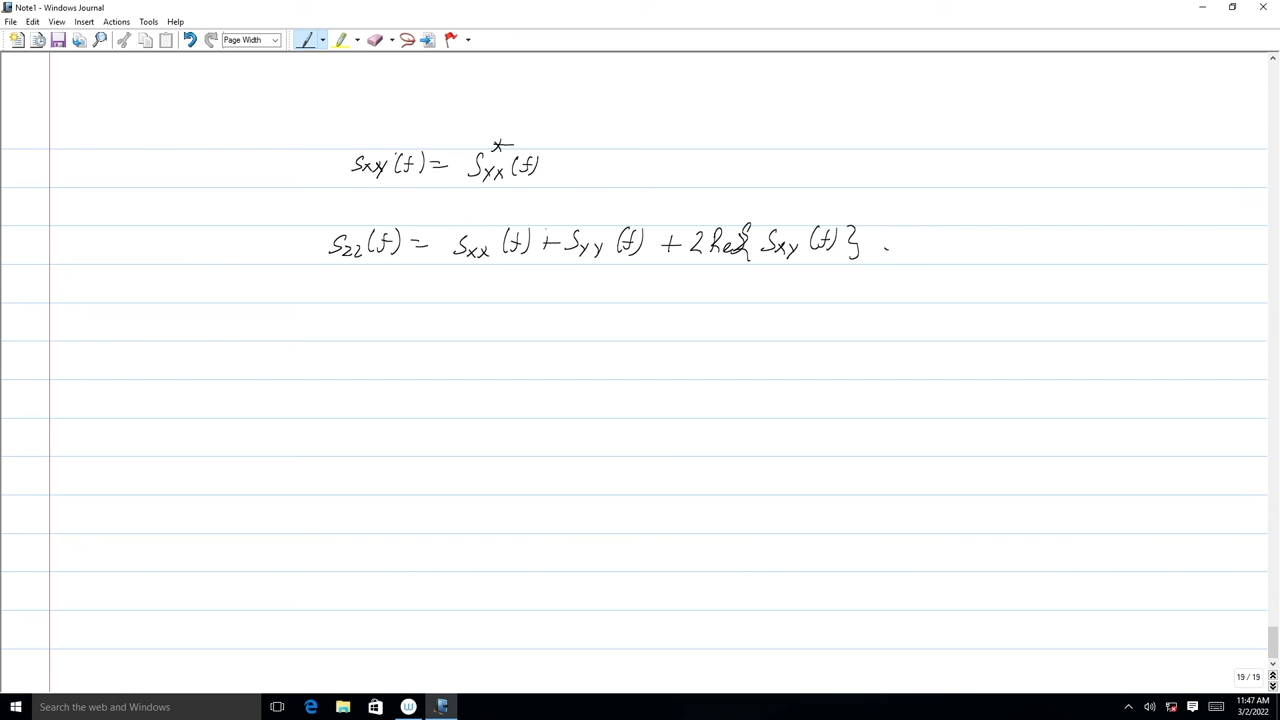 Note1 - Windows Journal
File Edit View Insert Actions Tools Help
Page Width
Sxy(f) = Syx*(f)
Szz(f) = Sxx(f) + Syy(f) + 2Re{Sxy(f)}.
19 / 19
Search the web and Windows
11:47 AM
3/2/2022